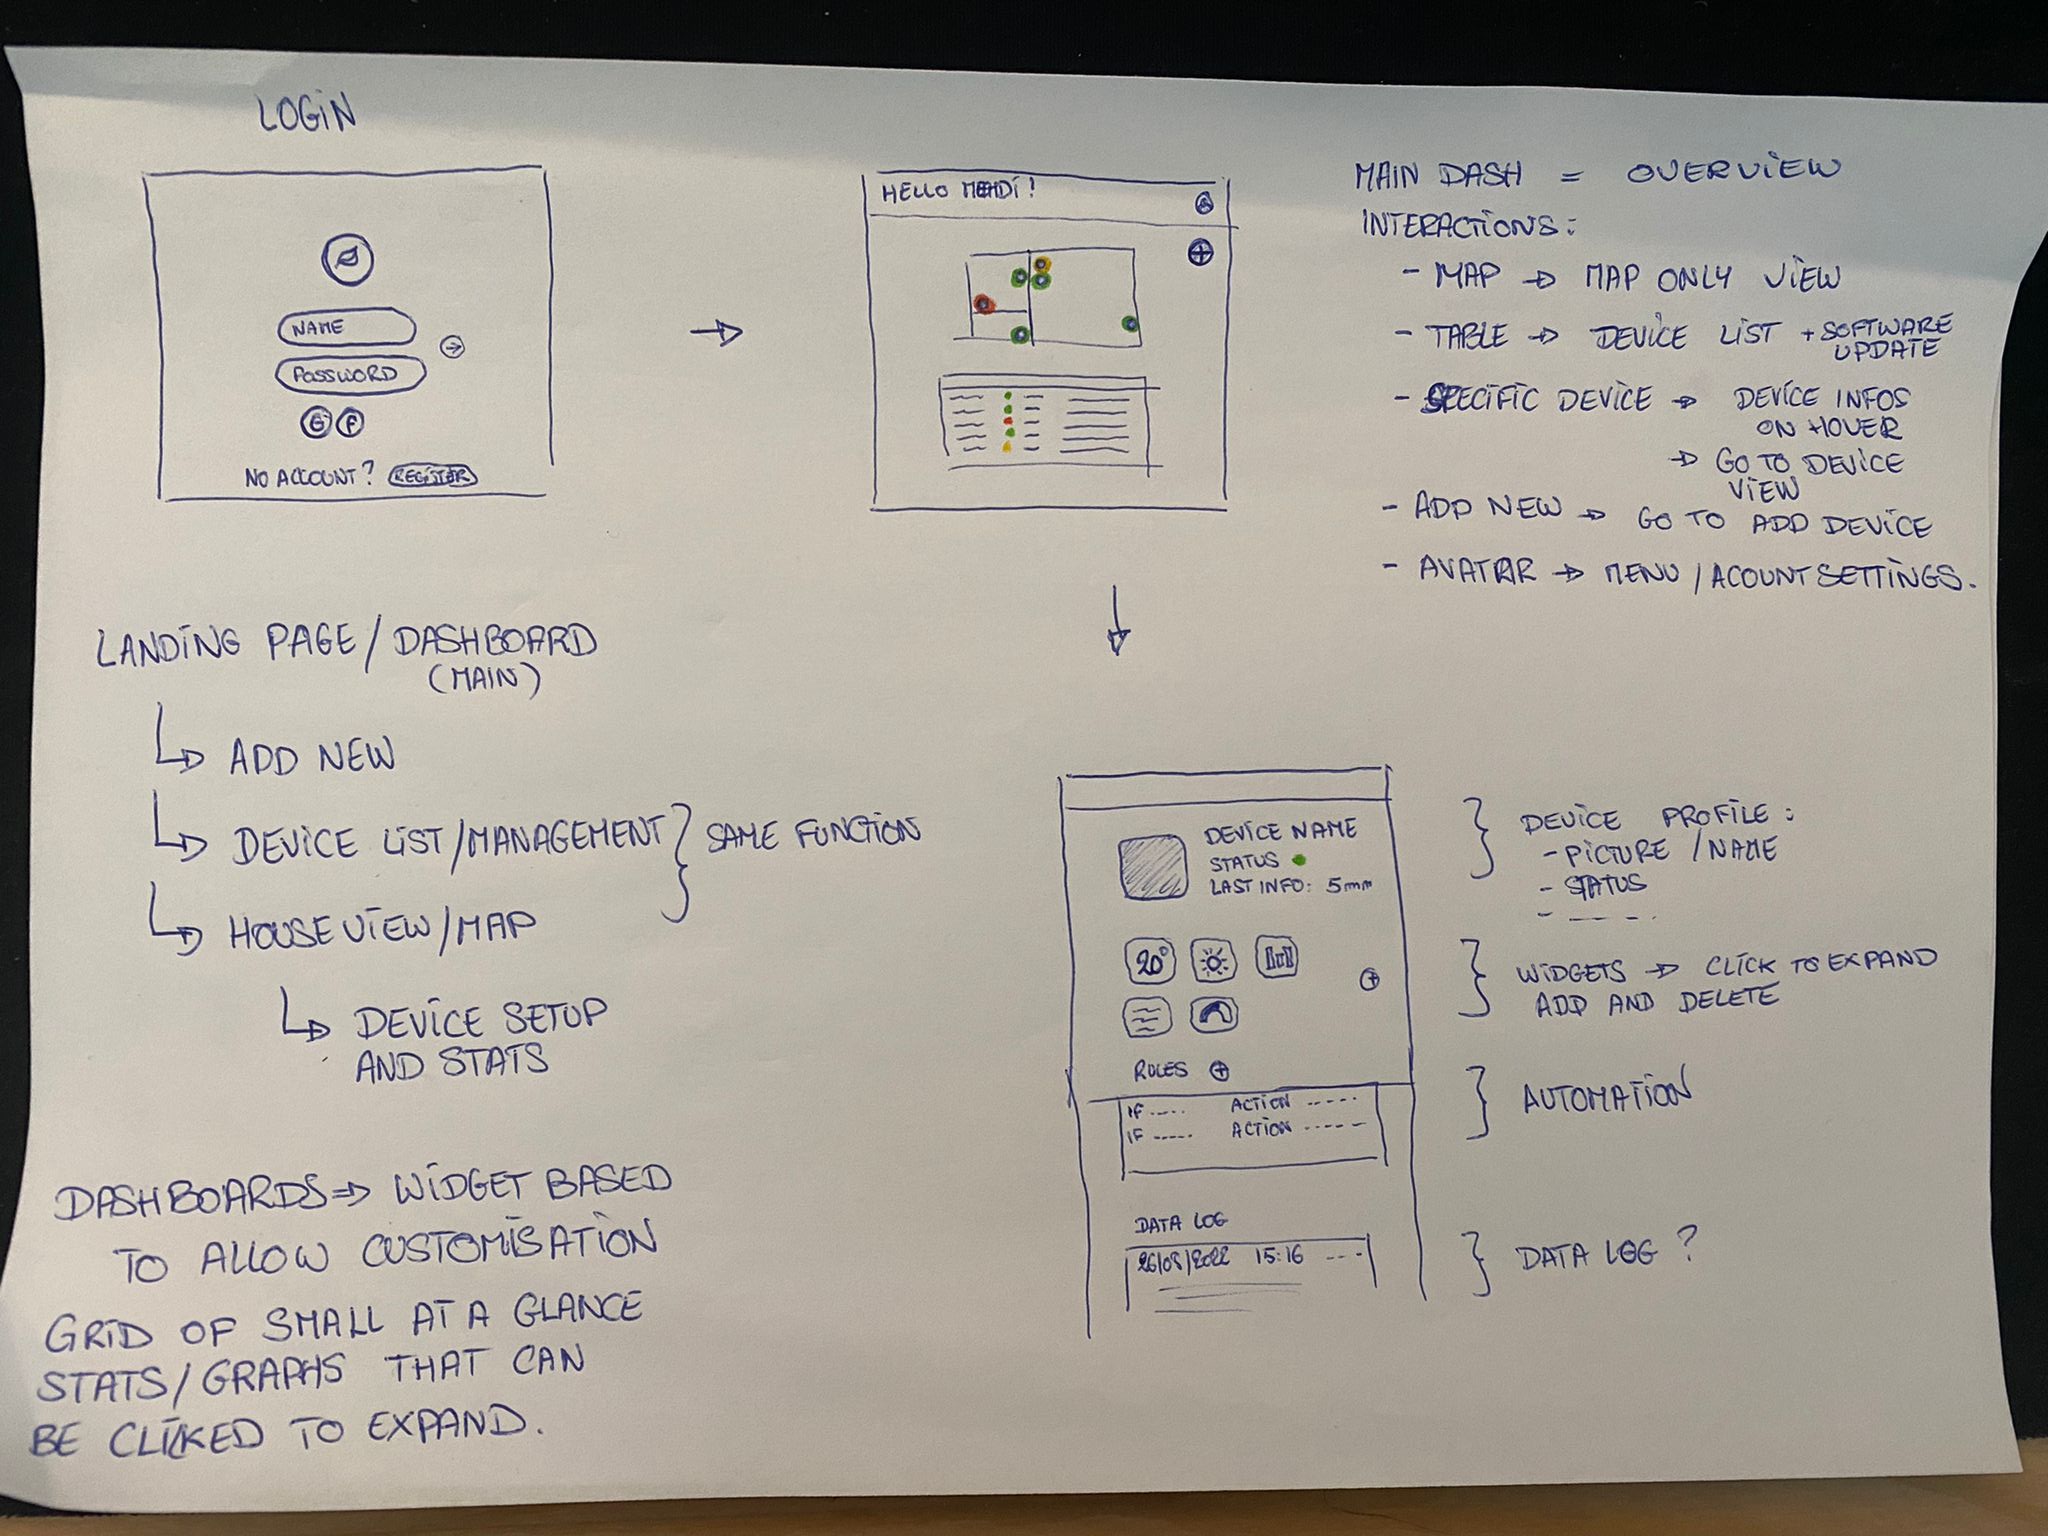 LOGIN
NAME
PASSWORD
G F
NO ACCOUNT? REGISTER
HELLO MEHDI!
MAIN DASH = OVERVIEW
INTERACTIONS:
- MAP → MAP ONLY VIEW
- TABLE → DEVICE LIST + SOFTWARE
UPDATE
- SPECIFIC DEVICE → DEVICE INFOS
ON HOVER
→ GO TO DEVICE
VIEW
- ADD NEW → GO TO ADD DEVICE
- AVATAR → MENU / ACOUNT SETTINGS.
LANDING PAGE / DASHBOARD
(MAIN)
ADD NEW
DEVICE LIST/MANAGEMENT } SAME FUNCTION
HOUSE VIEW/MAP
DEVICE SETUP
AND STATS
DASHBOARDS ⇒ WIDGET BASED
TO ALLOW CUSTOMISATION
GRID OF SMALL AT A GLANCE
STATS/GRAPHS THAT CAN
BE CLICKED TO EXPAND.
DEVICE NAME
STATUS
LAST INFO: 5mm
20°
RULES
IF ---- ACTION -----
IF ----- ACTION -----
DATA LOG
26/08/2022 15:16 ---
} DEVICE PROFILE:
- PICTURE / NAME
- STATUS
- ----.
} WIDGETS → CLICK TO EXPAND
ADD AND DELETE
} AUTOMATION
} DATA LOG ?